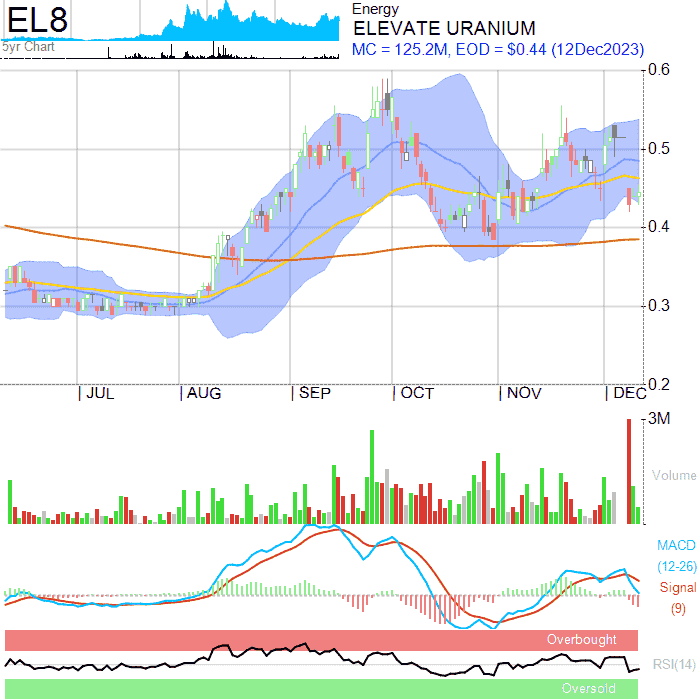 EL8
Energy
ELEVATE URANIUM
MC = 125.2M, EOD = $0.44 (12Dec2023)
5yr Chart
0.6
0.5
0.4
0.3
0.2
JUL AUG SEP OCT NOV DEC
3M
Volume
MACD
(12-26)
Signal
(9)
Overbought
RSI(14)
Oversold